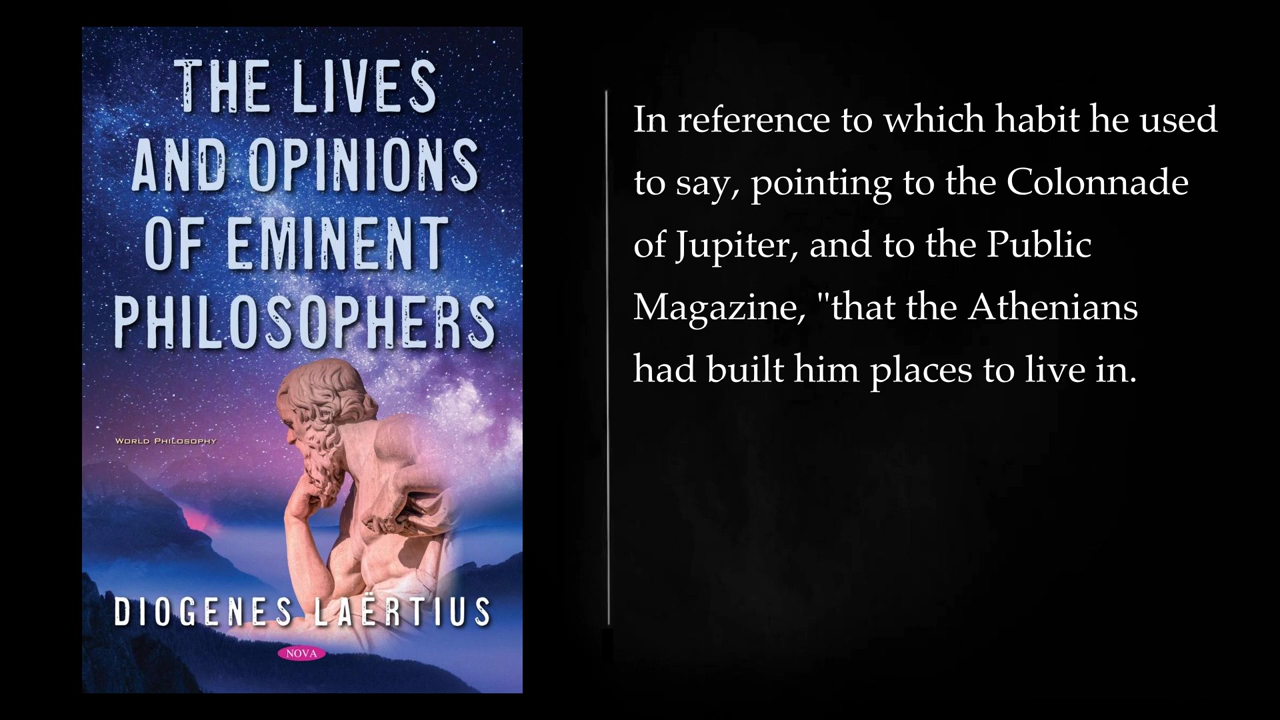 THE LIVES
AND OPINIONS
OF EMINENT
PHILOSOPHERS
WORLD PHILOSOPHY
DIOGENES LAËRTIUS
NOVA
In reference to which habit he used
to say, pointing to the Colonnade
of Jupiter, and to the Public
Magazine, "that the Athenians
had built him places to live in.